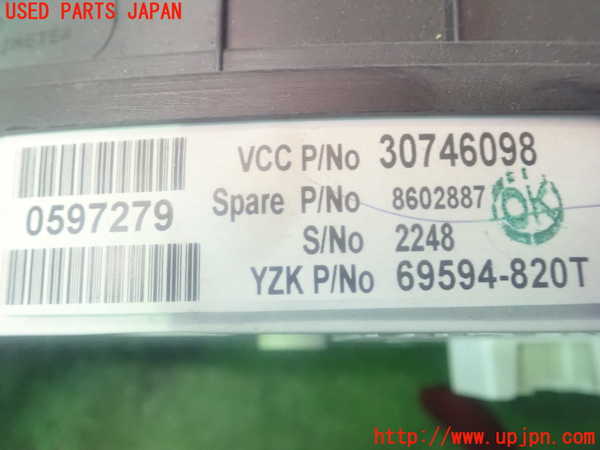 USED PARTS JAPAN
VCC P/No 30746098
0597279
Spare P/No 8602887
OK
S/No 2248
YZK P/No 69594-820T
http://www.upjpn.com